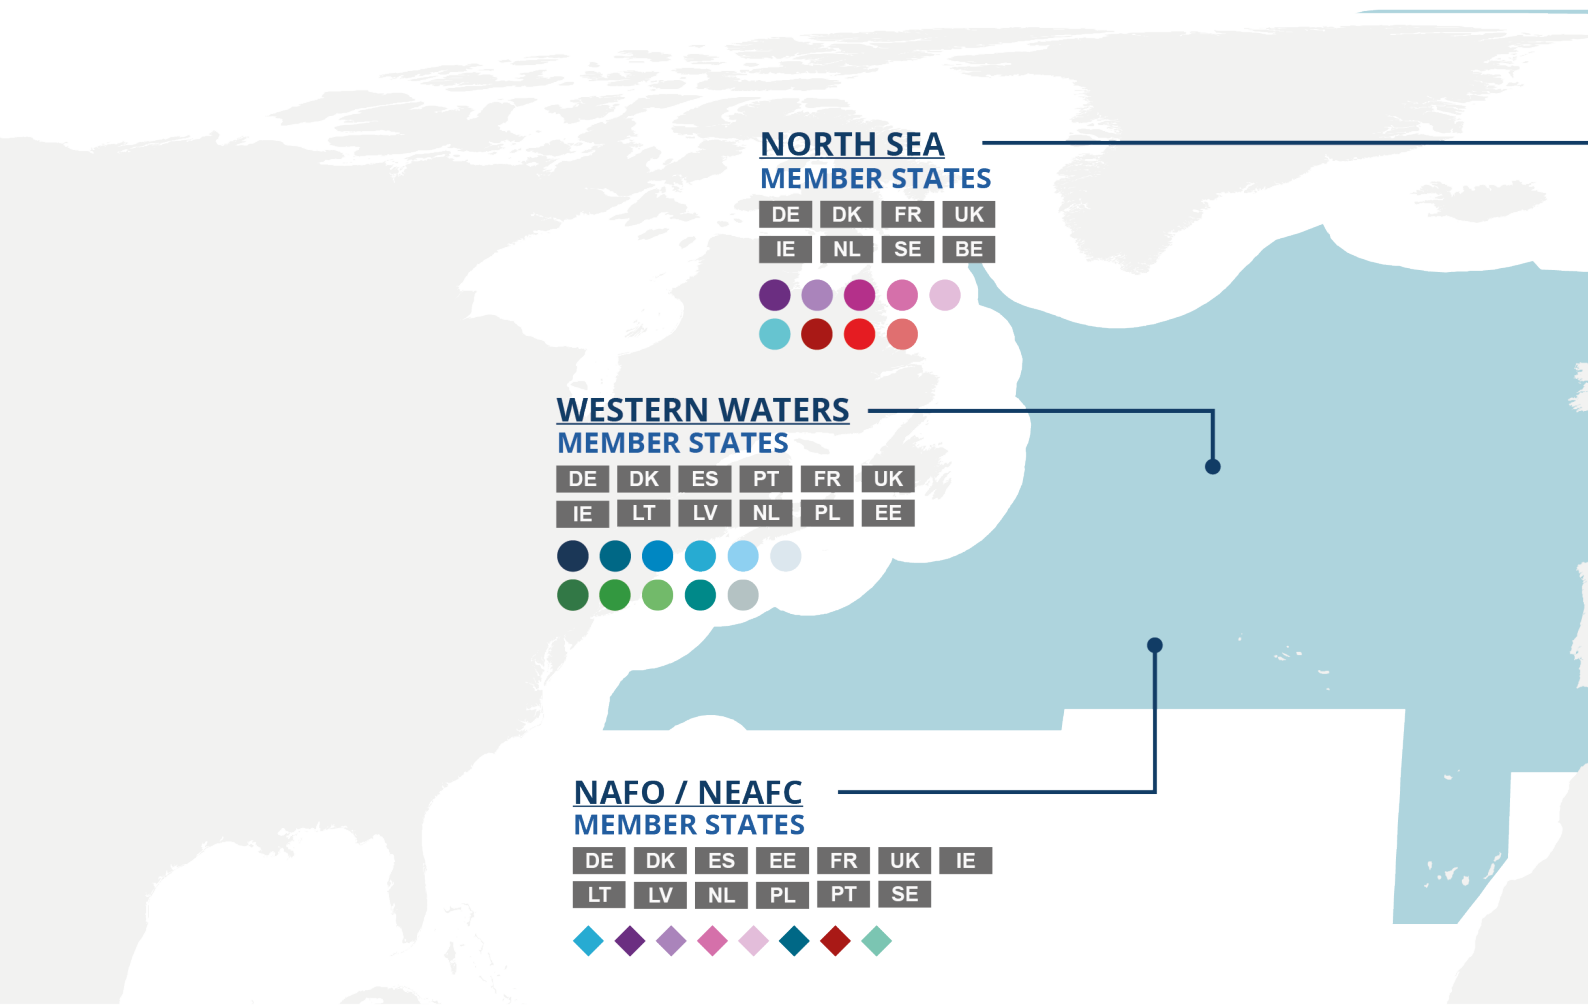 NORTH SEA
MEMBER STATES
DE DK FR UK
IE NL SE BE
WESTERN WATERS
MEMBER STATES
DE DK ES PT FR UK
IE LT LV NL PL EE
NAFO / NEAFC
MEMBER STATES
DE DK ES EE FR UK IE
LT LV NL PL PT SE